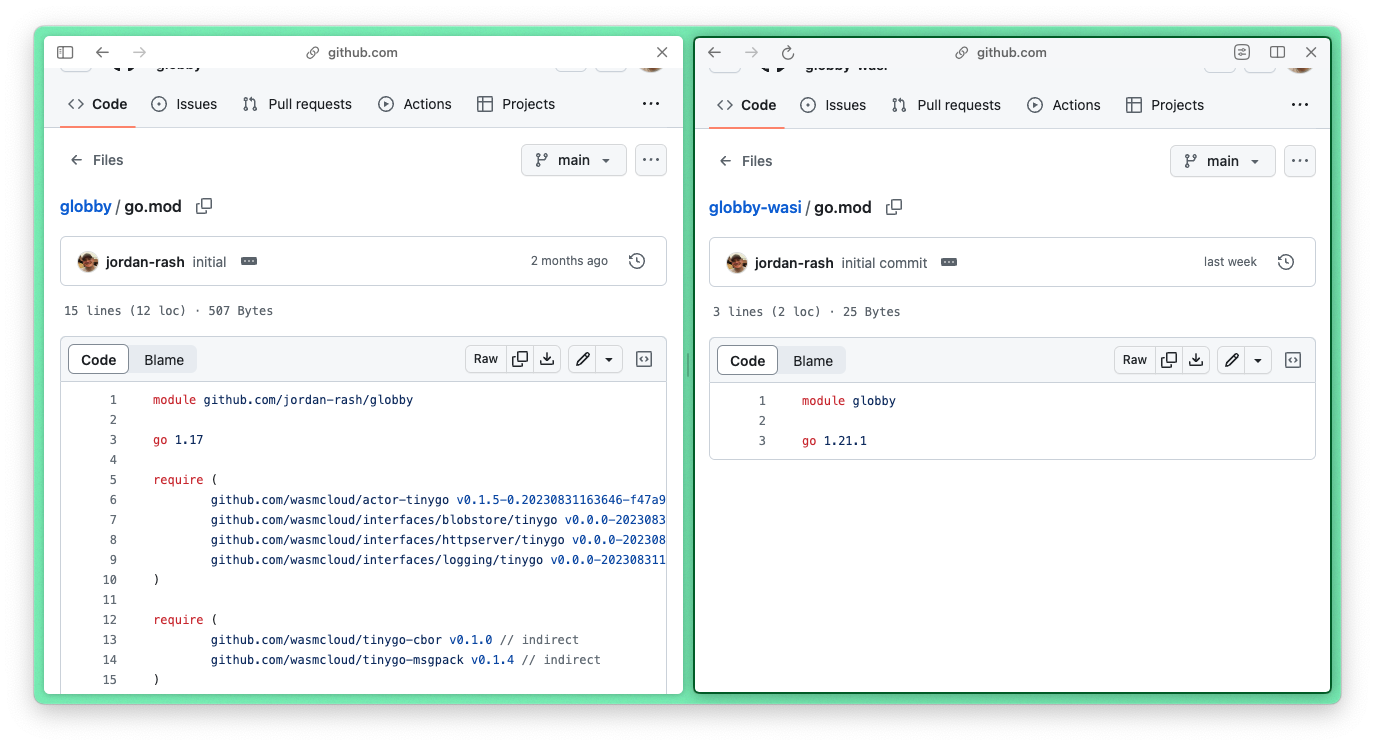 github.com
globby
Code Issues Pull requests Actions Projects
Files main
globby / go.mod
jordan-rash initial 2 months ago
15 lines (12 loc) · 507 Bytes
Code Blame Raw
1 module github.com/jordan-rash/globby
2
3 go 1.17
4
5 require (
6 github.com/wasmcloud/actor-tinygo v0.1.5-0.20230831163646-f47a9
7 github.com/wasmcloud/interfaces/blobstore/tinygo v0.0.0-2023083
8 github.com/wasmcloud/interfaces/httpserver/tinygo v0.0.0-202308
9 github.com/wasmcloud/interfaces/logging/tinygo v0.0.0-202308311
10 )
11
12 require (
13 github.com/wasmcloud/tinygo-cbor v0.1.0 // indirect
14 github.com/wasmcloud/tinygo-msgpack v0.1.4 // indirect
15 )
github.com
globby-wasi
Code Issues Pull requests Actions Projects
Files main
globby-wasi / go.mod
jordan-rash initial commit last week
3 lines (2 loc) · 25 Bytes
Code Blame Raw
1 module globby
2
3 go 1.21.1